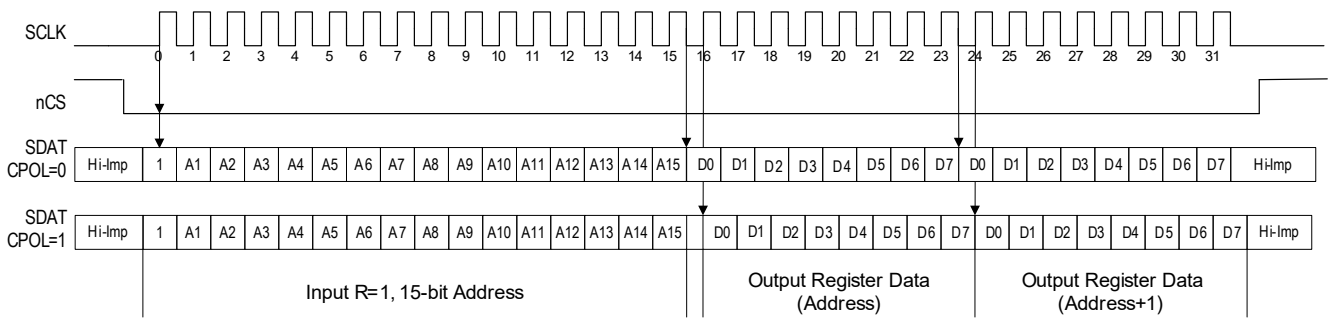 SCLK
0 1 2 3 4 5 6 7 8 9 10 11 12 13 14 15 16 17 18 19 20 21 22 23 24 25 26 27 28 29 30 31
nCS
SDAT
CPOL=0
Hi-Imp 1 A1 A2 A3 A4 A5 A6 A7 A8 A9 A10 A11 A12 A13 A14 A15 D0 D1 D2 D3 D4 D5 D6 D7 D0 D1 D2 D3 D4 D5 D6 D7 Hi-Imp
SDAT
CPOL=1
Hi-Imp 1 A1 A2 A3 A4 A5 A6 A7 A8 A9 A10 A11 A12 A13 A14 A15 D0 D1 D2 D3 D4 D5 D6 D7 D0 D1 D2 D3 D4 D5 D6 D7 Hi-Imp
Input R=1, 15-bit Address
Output Register Data
(Address)
Output Register Data
(Address+1)